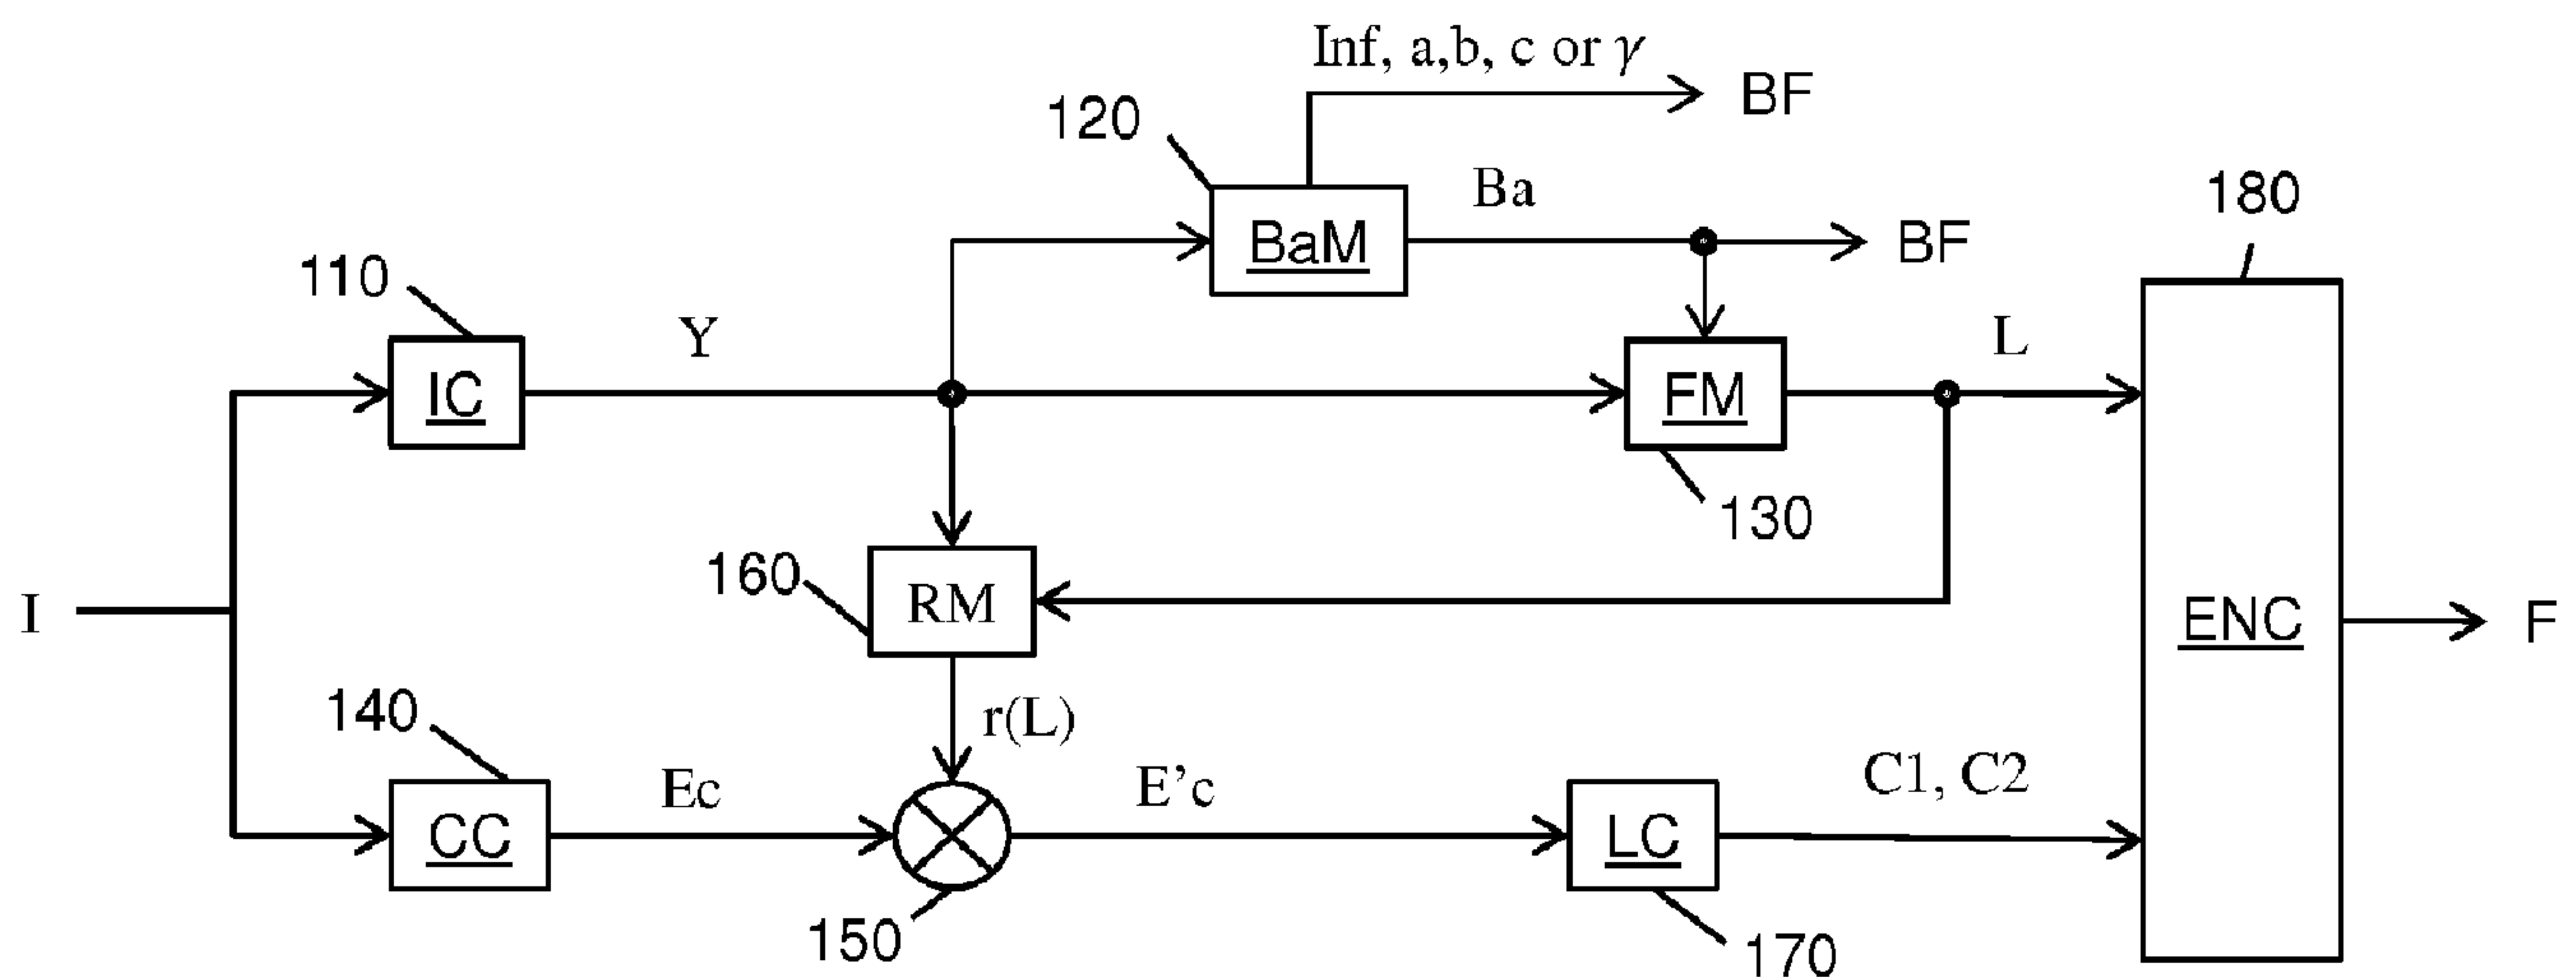 Inf, a,b, c or γ
BF
120
Ba
180
BaM
BF
110
Y
L
IC
FM
130
160
RM
I
ENC
F
140
r(L)
Ec
E’c
C1, C2
CC
LC
150
170